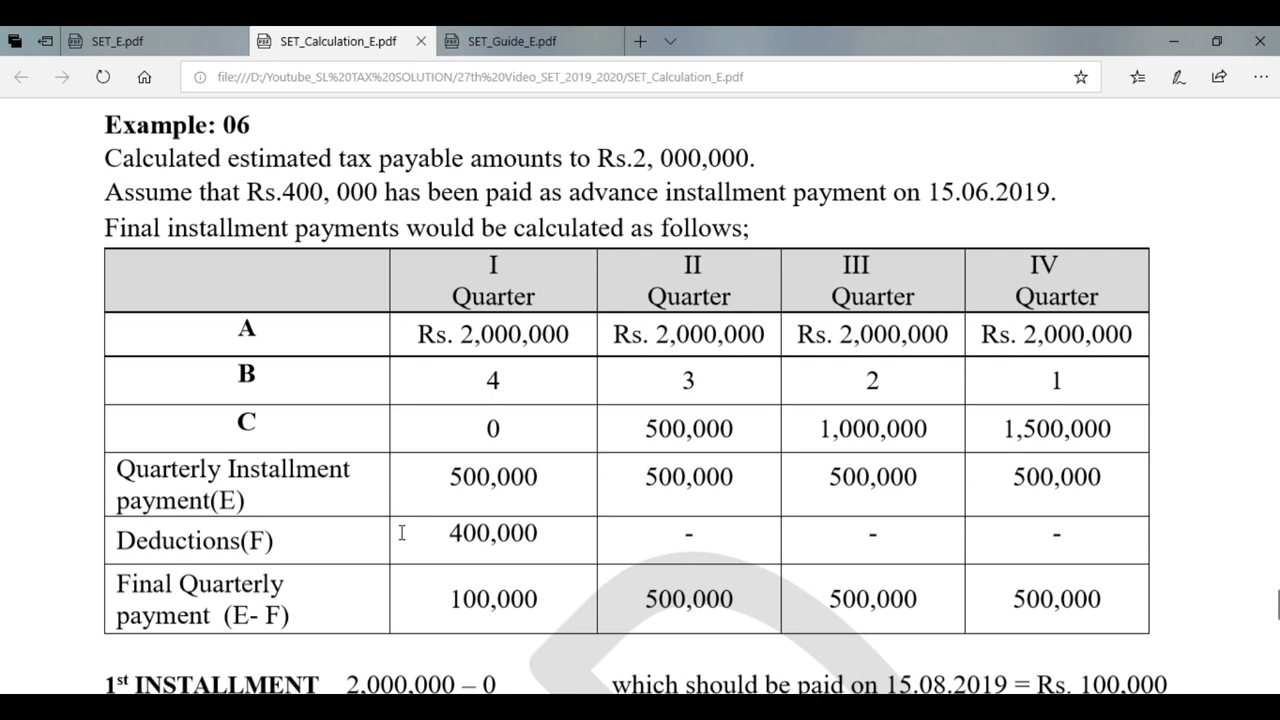 SET_E.pdf
SET_Calculation_E.pdf
SET_Guide_E.pdf
file:///D:/Youtube_SL%20TAX%20SOLUTION/27th%20Video_SET_2019_2020/SET_Calculation_E.pdf
Example: 06
Calculated estimated tax payable amounts to Rs.2, 000,000.
Assume that Rs.400, 000 has been paid as advance installment payment on 15.06.2019.
Final installment payments would be calculated as follows;
I Quarter II Quarter III Quarter IV Quarter
A Rs. 2,000,000 Rs. 2,000,000 Rs. 2,000,000 Rs. 2,000,000
B 4 3 2 1
C 0 500,000 1,000,000 1,500,000
Quarterly Installment payment(E) 500,000 500,000 500,000 500,000
Deductions(F) 400,000 - - -
Final Quarterly payment (E- F) 100,000 500,000 500,000 500,000
1st INSTALLMENT 2,000,000 – 0 which should be paid on 15.08.2019 = Rs. 100,000